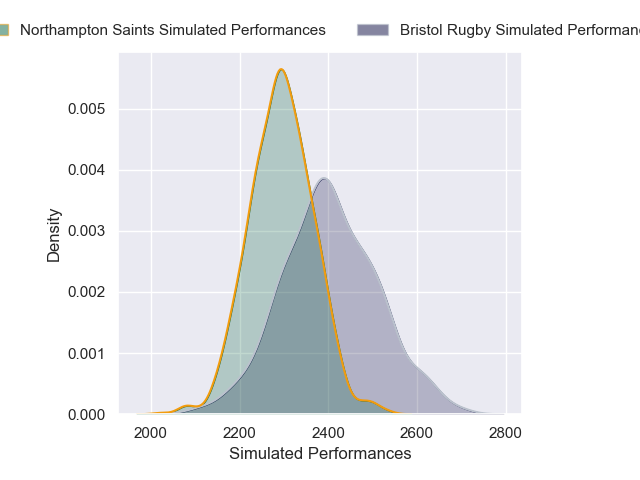 Northampton Saints Simulated Performances
Bristol Rugby Simulated
0.005
0.004
0.003
0.002
0.001
0.000
Density
2000 2200 2400 2600 2800
Simulated Performances